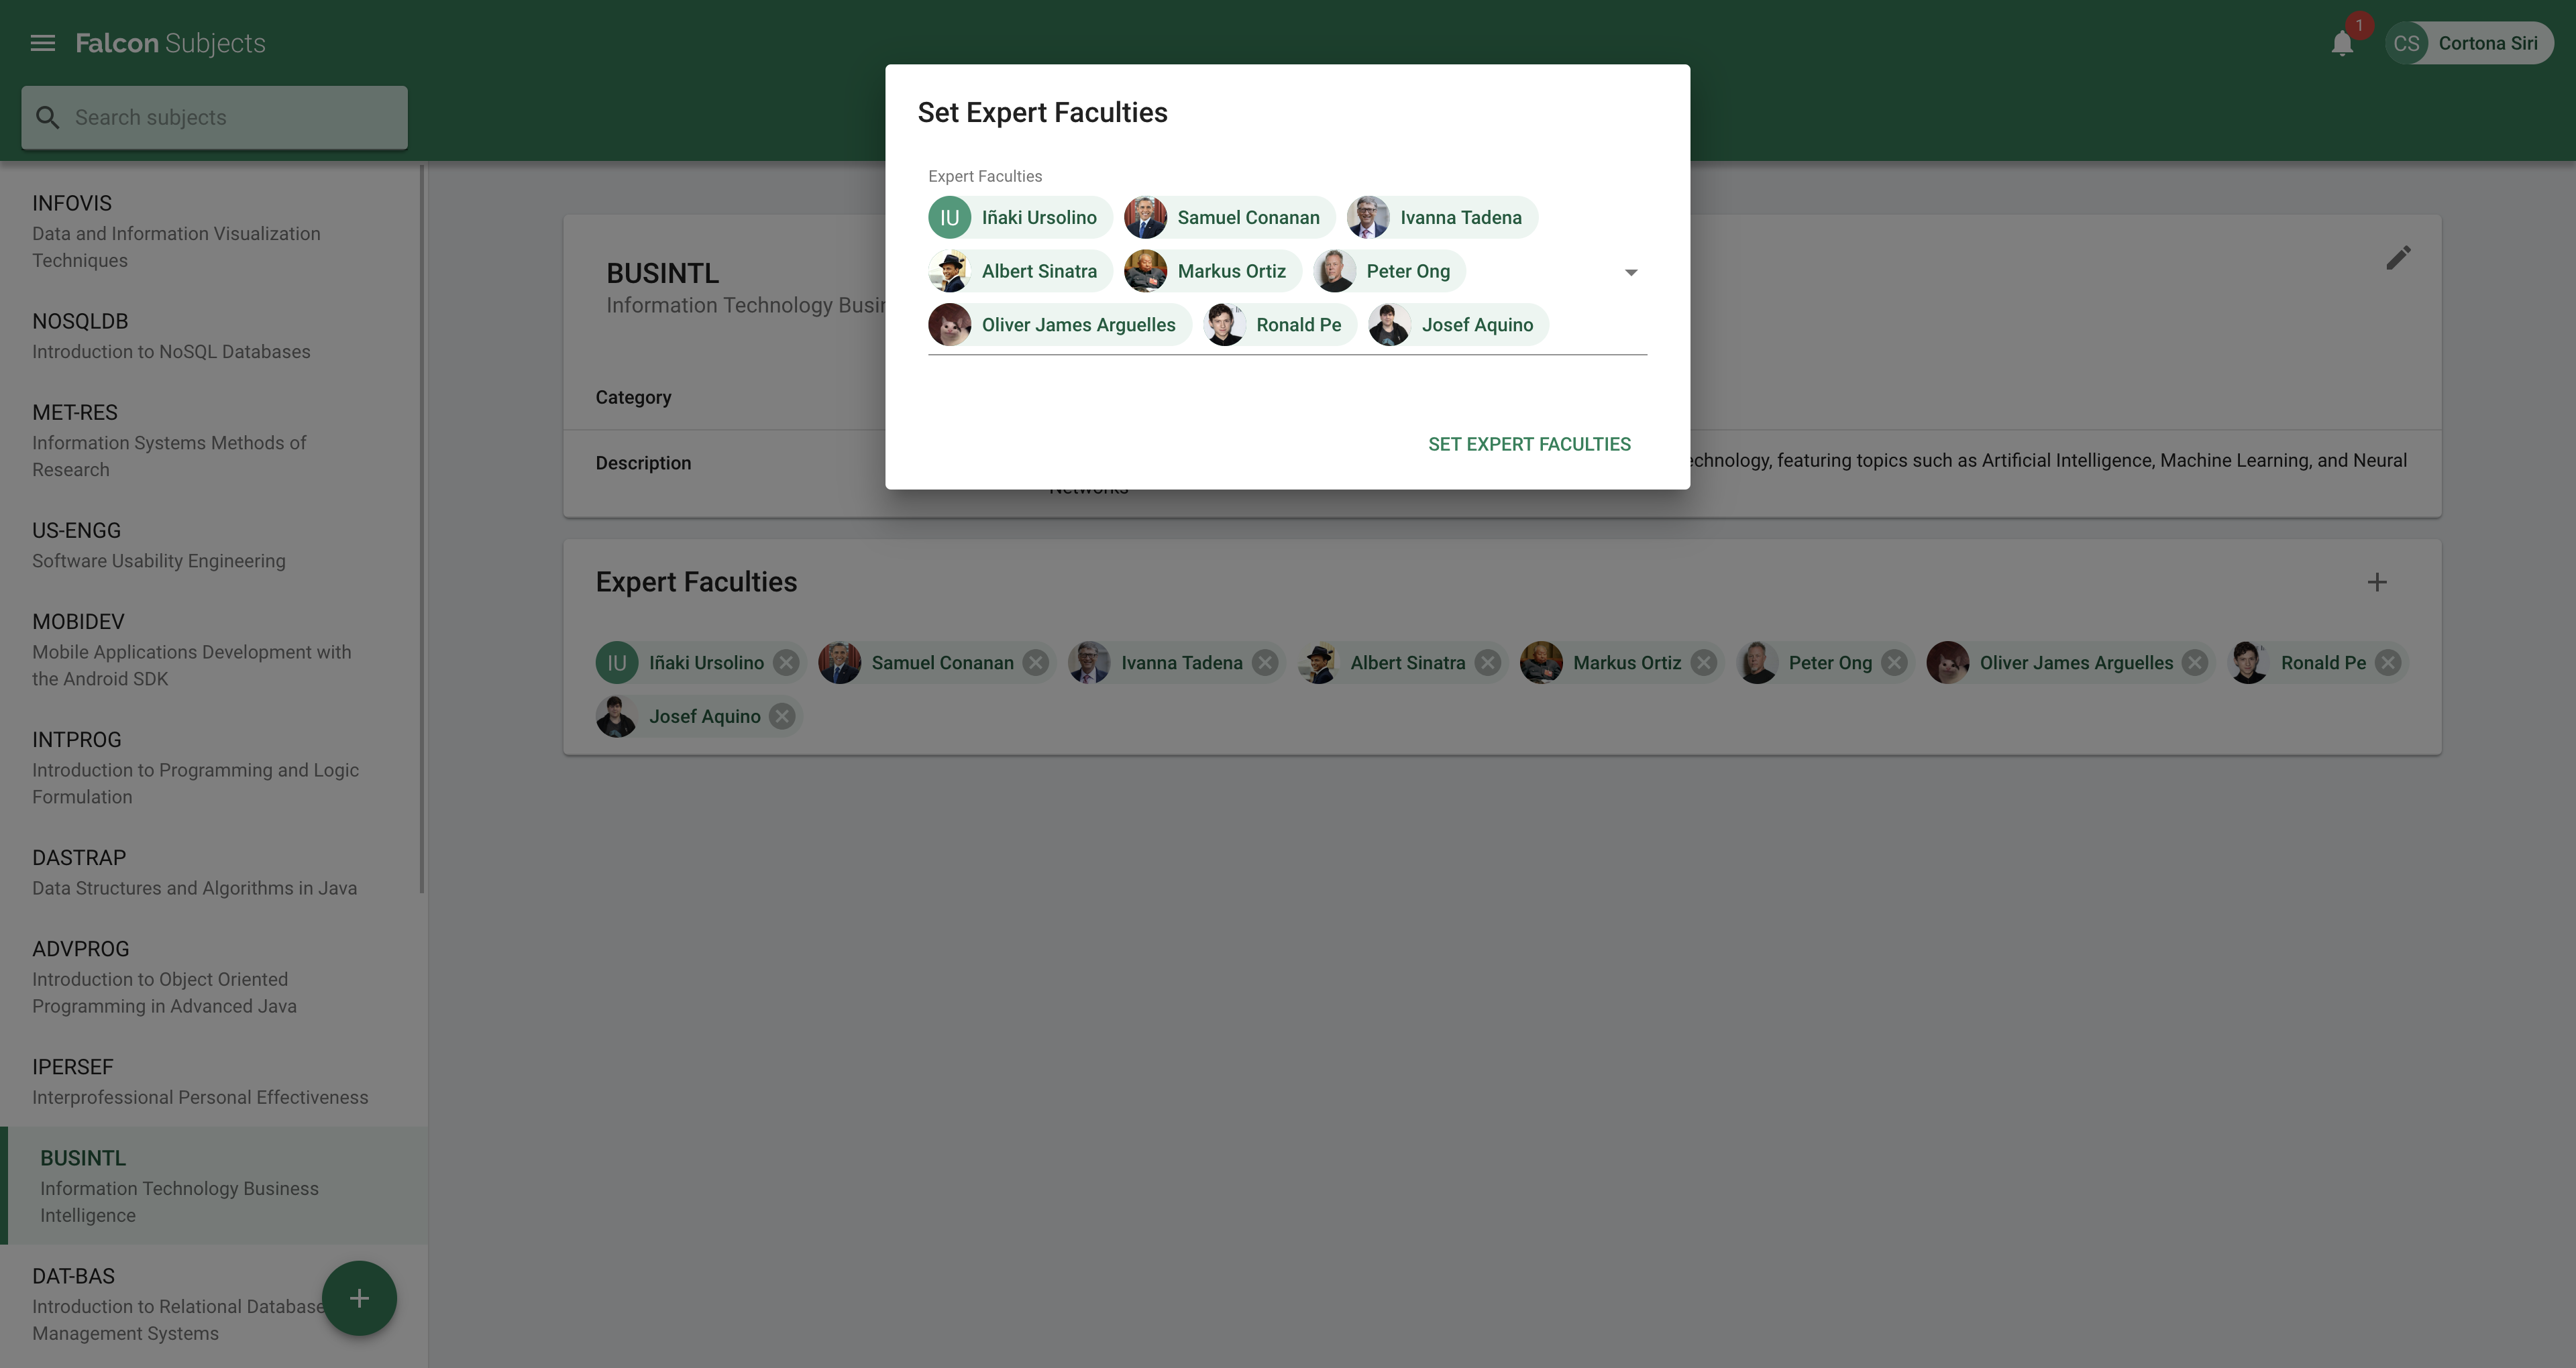 Falcon Subjects
1
CS Cortona Siri
Search subjects
INFOVIS
Data and Information Visualization
Techniques
NOSQLDB
Introduction to NoSQL Databases
MET-RES
Information Systems Methods of
Research
US-ENGG
Software Usability Engineering
MOBIDEV
Mobile Applications Development with
the Android SDK
INTPROG
Introduction to Programming and Logic
Formulation
DASTRAP
Data Structures and Algorithms in Java
ADVPROG
Introduction to Object Oriented
Programming in Advanced Java
IPERSEF
Interprofessional Personal Effectiveness
BUSINTL
Information Technology Business
Intelligence
DAT-BAS
Introduction to Relational Database
Management Systems
Set Expert Faculties
Expert Faculties
IU Iñaki Ursolino Samuel Conanan Ivanna Tadena
Albert Sinatra Markus Ortiz Peter Ong
Oliver James Arguelles Ronald Pe Josef Aquino
SET EXPERT FACULTIES
BUSINTL
Information Technology
Category
Description
featuring topics such as Artificial Intelligence, Machine Learning, and Neural
Networks
Expert Faculties
IU Iñaki Ursolino Samuel Conanan Ivanna Tadena Albert Sinatra Markus Ortiz Peter Ong Oliver James Arguelles Ronald Pe
Josef Aquino